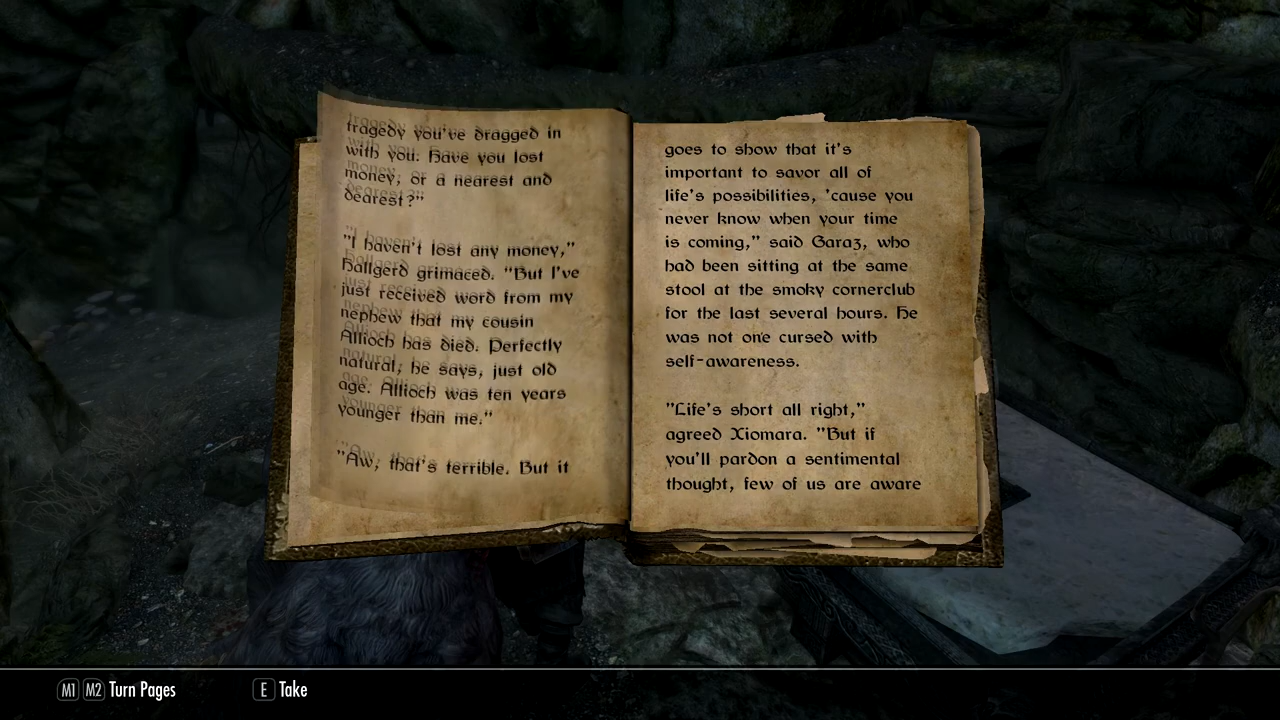 tragedy you've dragged in
with you. Have you lost
money, or a nearest and
dearest?"
"I haven't lost any money,"
Hallgerd grimaced. "But I've
just received word from my
nephew that my cousin
Allioch has died. Perfectly
natural, he says, just old
age. Allioch was ten years
younger than me."
"Aw, that's terrible. But it
goes to show that it's
important to savor all of
life's possibilities, 'cause you
never know when your time
is coming," said Garaz, who
had been sitting at the same
stool at the smoky cornerclub
for the last several hours. He
was not one cursed with
self-awareness.
"Life's short all right,"
agreed Xiomara. "But if
you'll pardon a sentimental
thought, few of us are aware
M1 M2 Turn Pages
E Take